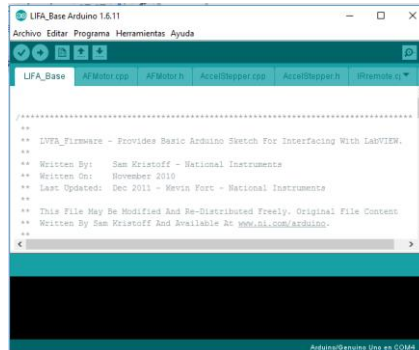 LIFA_Base Arduino 1.6.11
Archivo Editar Programa Herramientas Ayuda
LIFA_Base AFMotor.cpp AFMotor.h AccelStepper.cpp AccelStepper.h IRremote.cp
/*********************************************************************************
**
** LVFA_Firmware - Provides Basic Arduino Sketch For Interfacing With LabVIEW.
**
** Written By: Sam Kristoff - National Instruments
** Written On: November 2010
** Last Updated: Dec 2011 - Kevin Fort - National Instruments
**
** This File May Be Modified And Re-Distributed Freely. Original File Content
** Written By Sam Kristoff And Available At www.ni.com/arduino.
**
Arduino/Genuino Uno en COM4